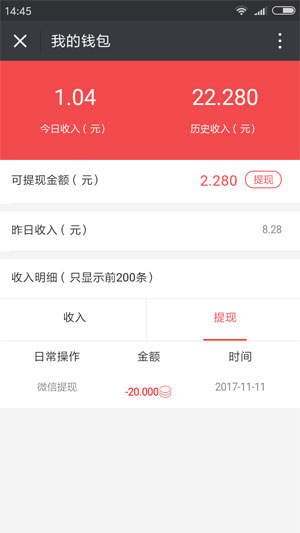 14:45
我的钱包
1.04 22.280
今日收入（元） 历史收入（元）
可提现金额（元） 2.280 提现
昨日收入（元） 8.28
收入明细（只显示前200条）
收入 提现
日常操作 金额 时间
微信提现 -20.000 2017-11-11